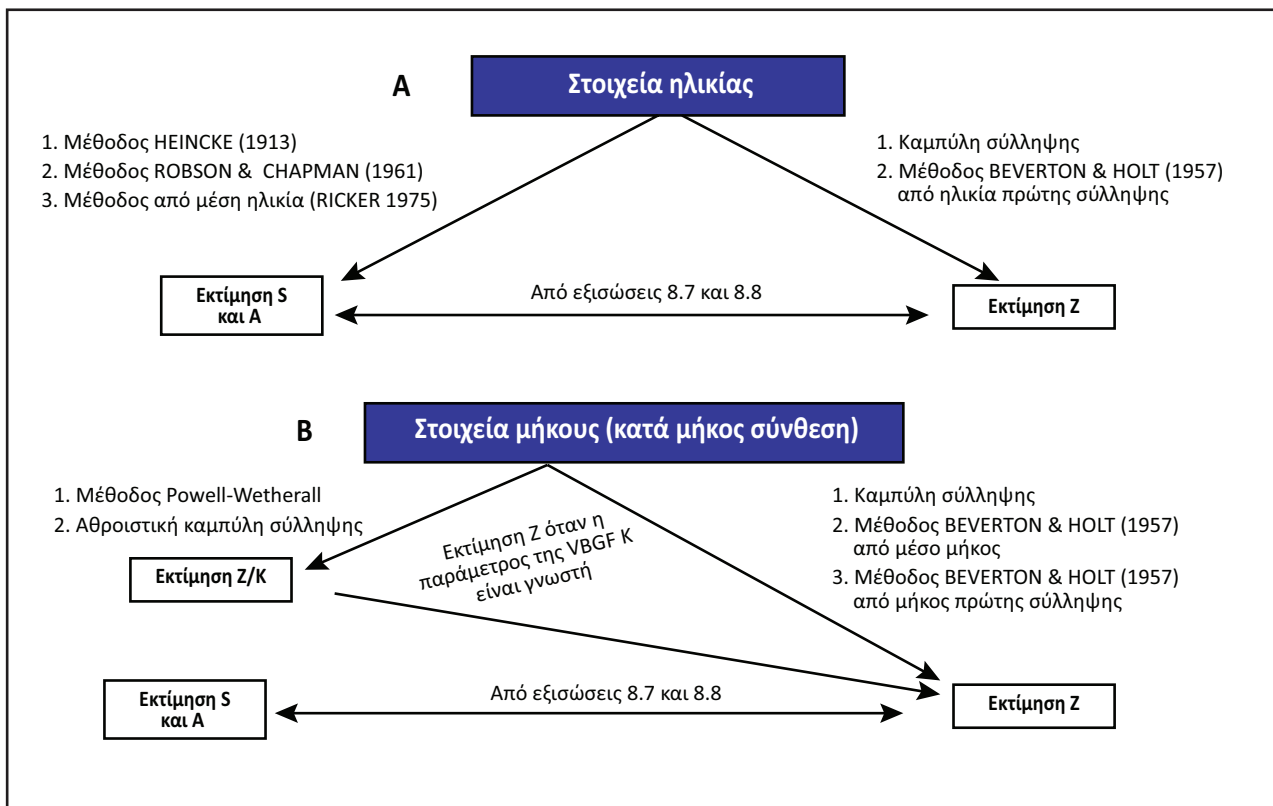 A
Στοιχεία ηλικίας
1. Μέθοδος HEINCKE (1913)
2. Μέθοδος ROBSON & CHAPMAN (1961)
3. Μέθοδος από μέση ηλικία (RICKER 1975)
1. Καμπύλη σύλληψης
2. Μέθοδος BEVERTON & HOLT (1957)
από ηλικία πρώτης σύλληψης
Εκτίμηση S
και A
Από εξισώσεις 8.7 και 8.8
Εκτίμηση Z
B
Στοιχεία μήκους (κατά μήκος σύνθεση)
1. Μέθοδος Powell-Wetherall
2. Αθροιστική καμπύλη σύλληψης
Εκτίμηση Z/K
Εκτίμηση Z όταν η
παράμετρος της VBGF K
είναι γνωστή
1. Καμπύλη σύλληψης
2. Μέθοδος BEVERTON & HOLT (1957)
από μέσο μήκος
3. Μέθοδος BEVERTON & HOLT (1957)
από μήκος πρώτης σύλληψης
Εκτίμηση S
και A
Από εξισώσεις 8.7 και 8.8
Εκτίμηση Z